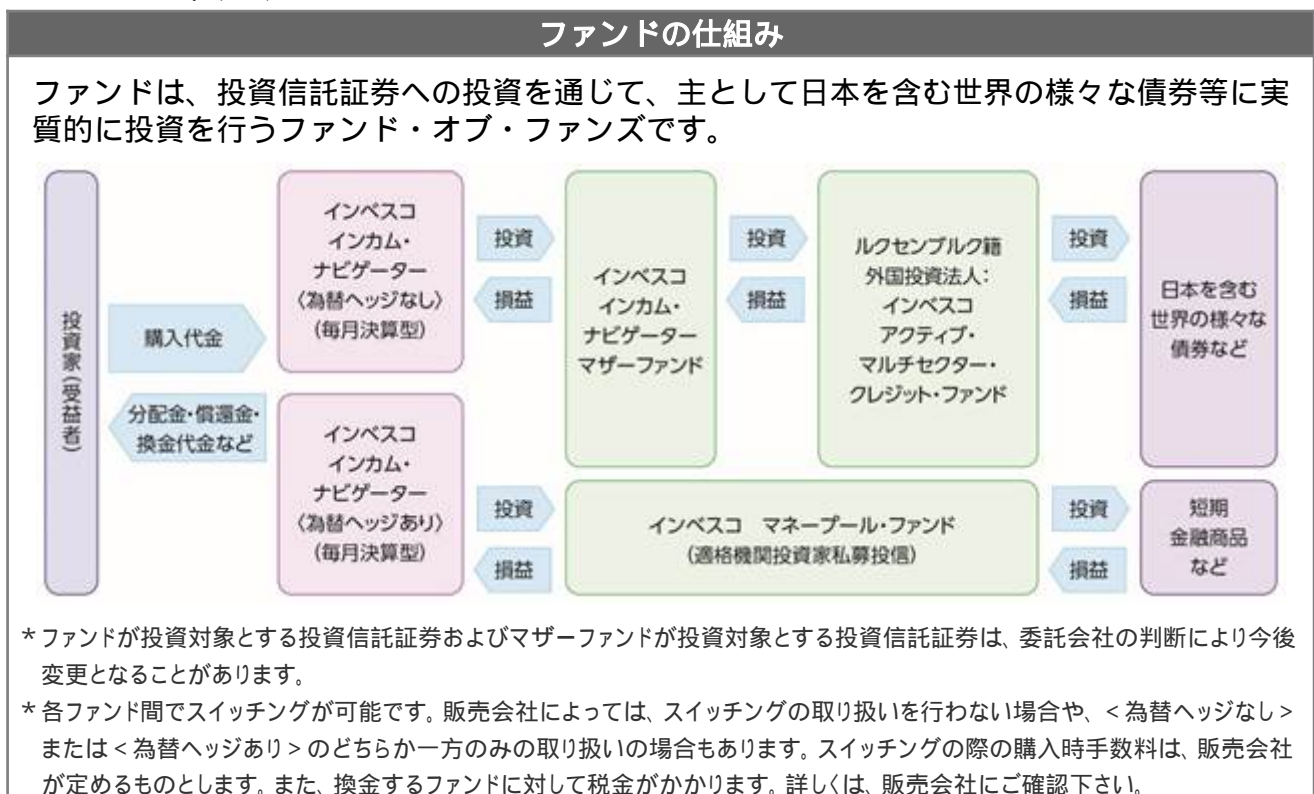 ファンドの仕組み
ファンドは、投資信託証券への投資を通じて、主として日本を含む世界の様々な債券等に実
質的に投資を行うファンド・オブ・ファンズです。
投資家(受益者)
購入代金
分配金・償還金・
換金代金など
インベスコ
インカム・
ナビゲーター
〈為替ヘッジなし〉
(毎月決算型)
インベスコ
インカム・
ナビゲーター
〈為替ヘッジあり〉
(毎月決算型)
投資
損益
投資
損益
インベスコ
インカム・
ナビゲーター
マザーファンド
投資
損益
ルクセンブルク籍
外国投資法人:
インベスコ
アクティブ・
マルチセクター・
クレジット・ファンド
インベスコ マネープール・ファンド
(適格機関投資家私募投信)
投資
損益
投資
損益
日本を含む
世界の様々な
債券など
短期
金融商品
など
*ファンドが投資対象とする投資信託証券およびマザーファンドが投資対象とする投資信託証券は、委託会社の判断により今後
変更となることがあります。
*各ファンド間でスイッチングが可能です。販売会社によっては、スイッチングの取り扱いを行わない場合や、<為替ヘッジなし>
または<為替ヘッジあり>のどちらか一方のみの取り扱いの場合もあります。スイッチングの際の購入時手数料は、販売会社
が定めるものとします。また、換金するファンドに対して税金がかかります。詳しくは、販売会社にご確認下さい。